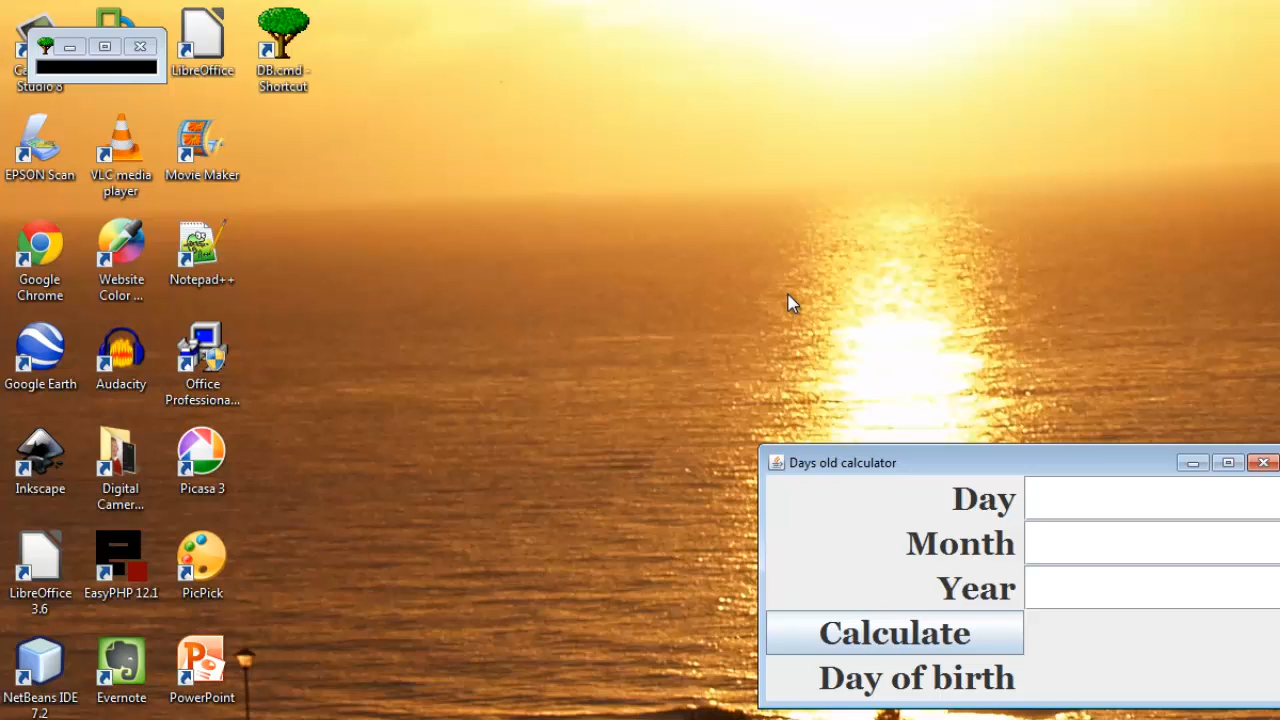 Studio 8
LibreOffice
DB.cmd -
Shortcut
EPSON Scan
VLC media
player
Movie Maker
Google
Chrome
Website
Color ...
Notepad++
Google Earth
Audacity
Office
Professiona...
Inkscape
Digital
Camer...
Picasa 3
LibreOffice
3.6
EasyPHP 12.1
PicPick
NetBeans IDE
7.2
Evernote
PowerPoint
Days old calculator
Day
Month
Year
Calculate
Day of birth